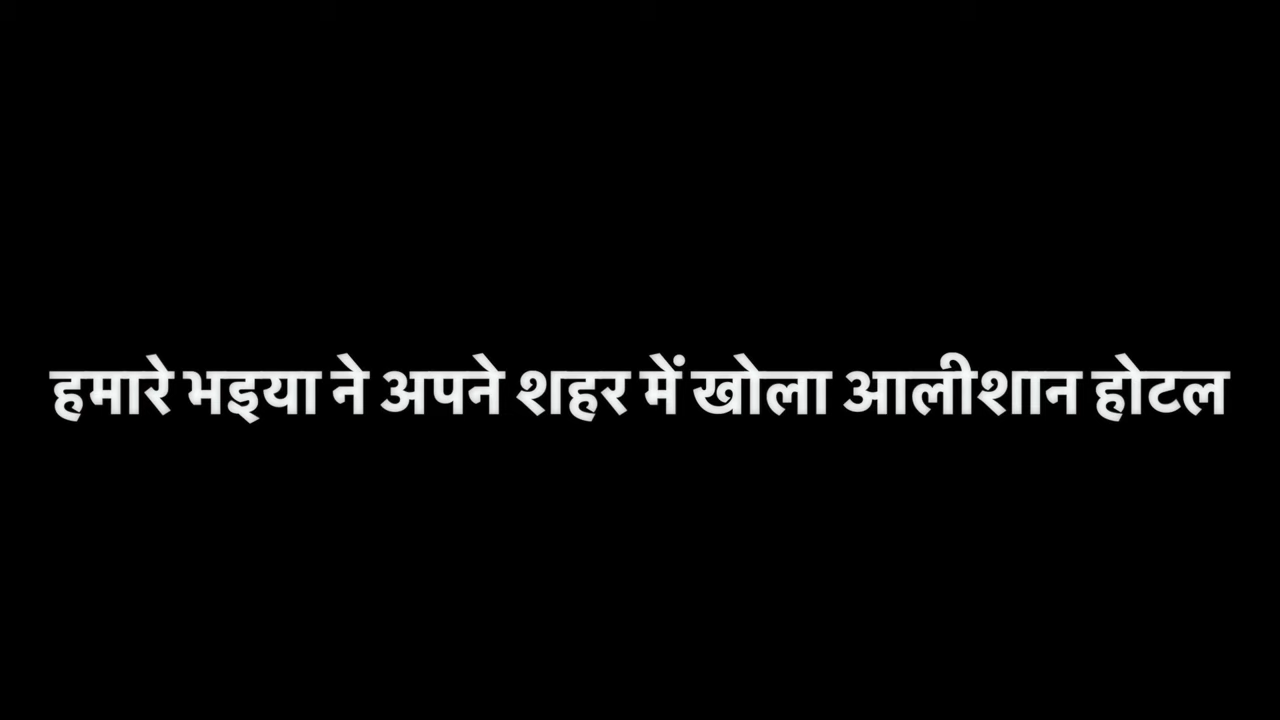 हमारे भइया ने अपने शहर में खोला आलीशान होटल